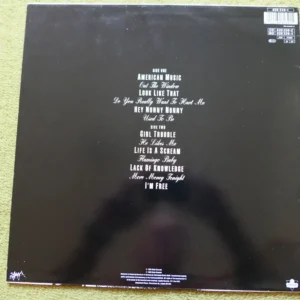 SIDE ONE
AMERICAN MUSIC
Out The Window
LOOK LIKE THAT
Do You Really Want To Hurt Me
HEY NONNY NONNY
Used To Be
SIDE TWO
GIRL TROUBLE
He Likes Me
LIFE IS A SCREAM
Flamingo Baby
LACK OF KNOWLEDGE
More Money Tonight
I'M FREE